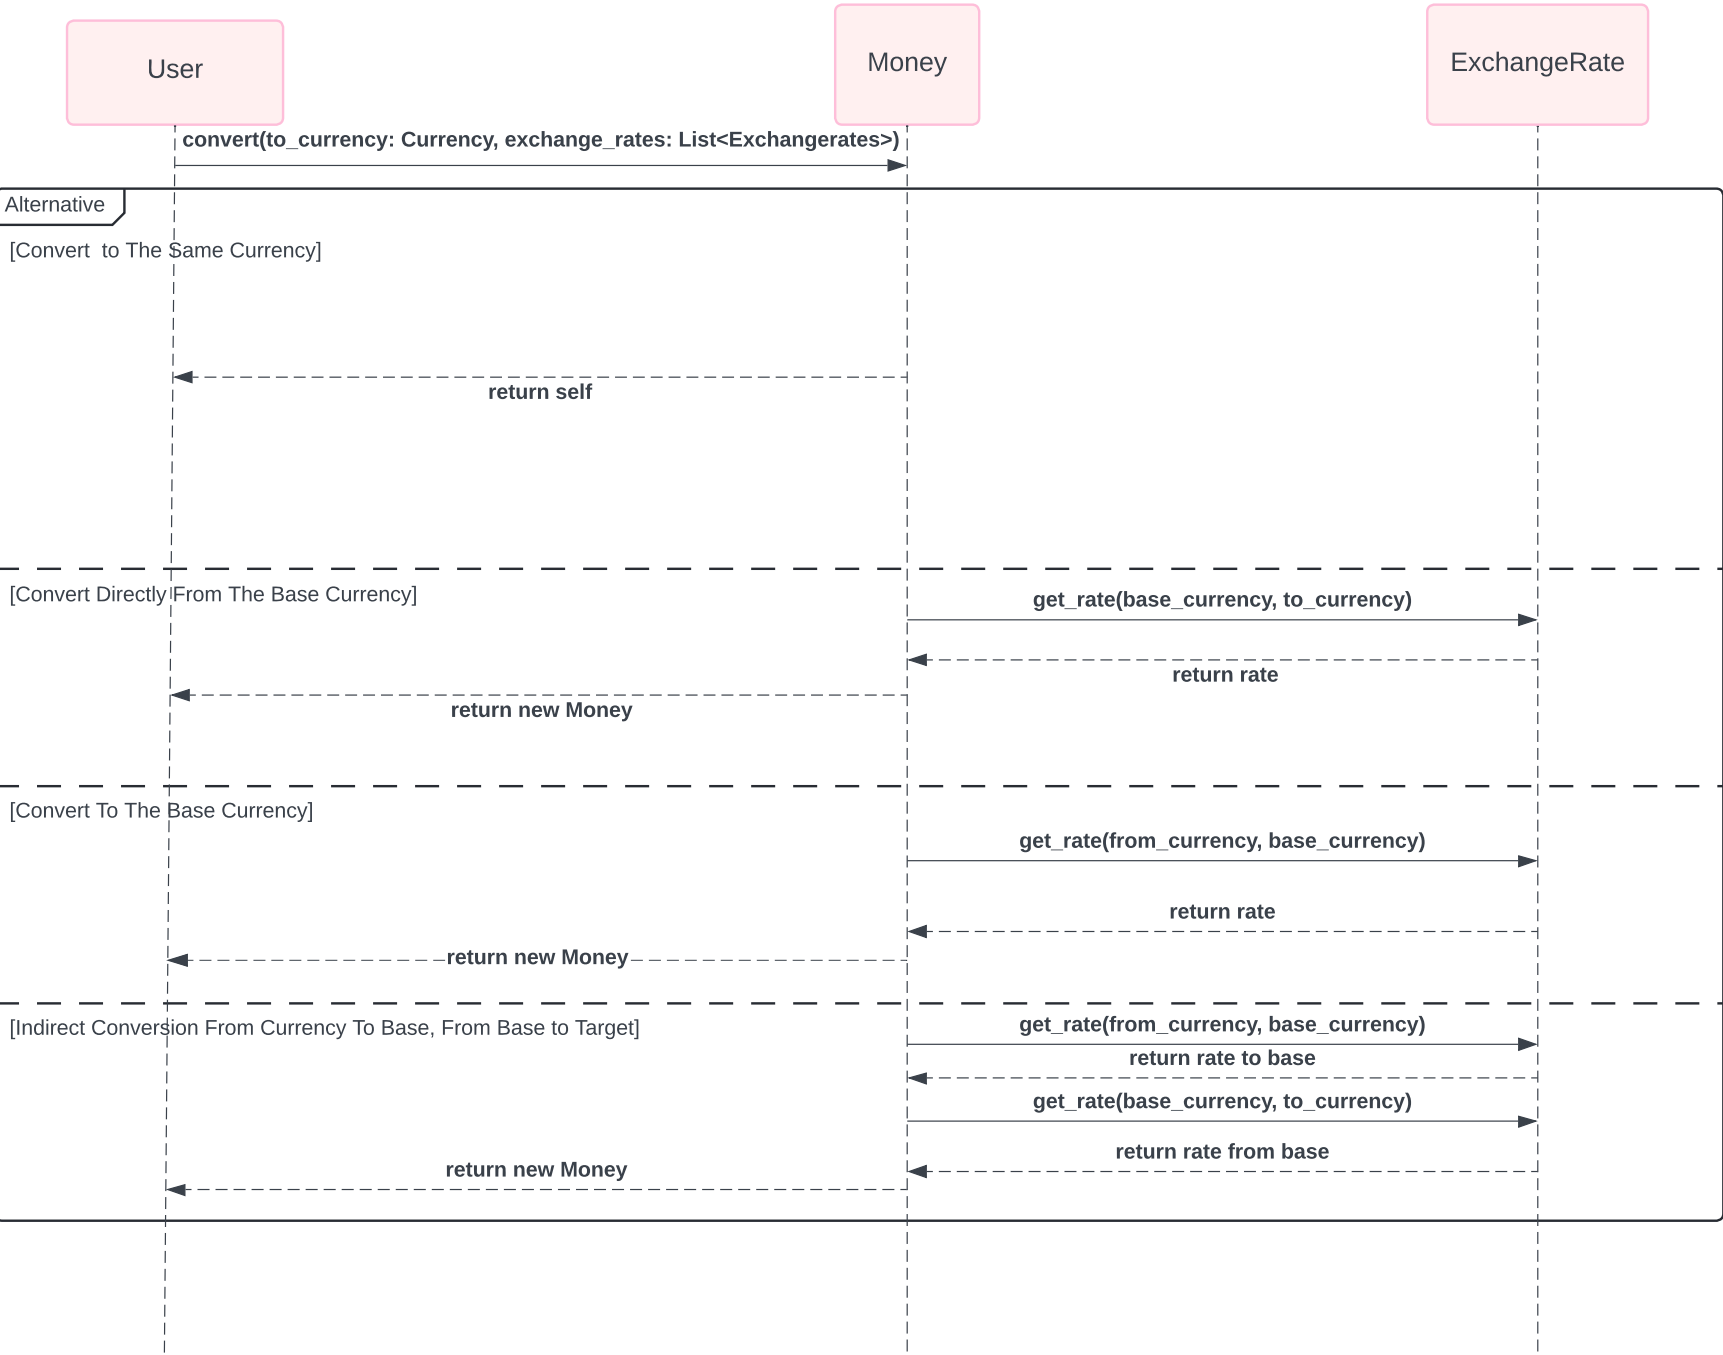 User
Money
ExchangeRate
convert(to_currency: Currency, exchange_rates: List<Exchangerates>)
Alternative
[Convert  to The Same Currency]
return self
[Convert Directly From The Base Currency]
get_rate(base_currency, to_currency)
return rate
return new Money
[Convert To The Base Currency]
get_rate(from_currency, base_currency)
return rate
return new Money
[Indirect Conversion From Currency To Base, From Base to Target]
get_rate(from_currency, base_currency)
return rate to base
get_rate(base_currency, to_currency)
return rate from base
return new Money